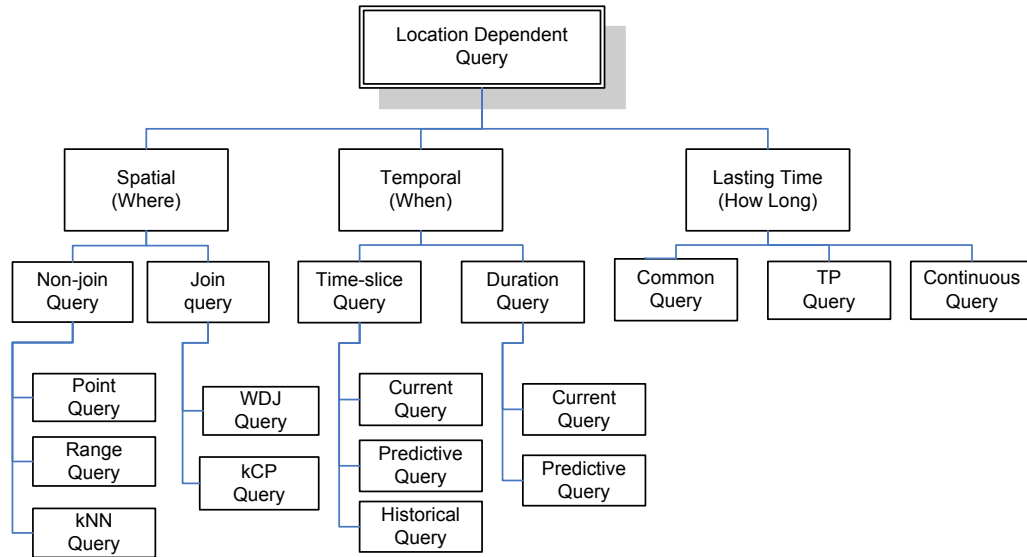 Location Dependent
Query
Spatial
(Where)
Temporal
(When)
Lasting Time
(How Long)
Non-join
Query
Join
query
Time-slice
Query
Duration
Query
Common
Query
TP
Query
Continuous
Query
Point
Query
Range
Query
kNN
Query
WDJ
Query
kCP
Query
Current
Query
Predictive
Query
Historical
Query
Current
Query
Predictive
Query